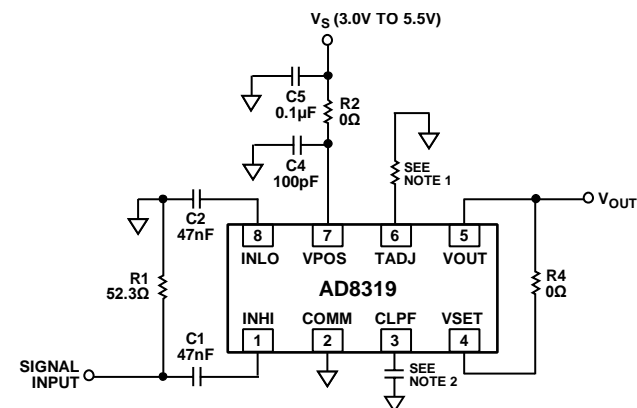 VS (3.0V TO 5.5V)
C5
0.1µF
R2
0Ω
C4
100pF
SEE
NOTE 1
C2
47nF
VOUT
8
7
6
5
INLO
VPOS
TADJ
VOUT
R1
52.3Ω
AD8319
R4
0Ω
INHI
COMM
CLPF
VSET
1
2
3
4
C1
47nF
SIGNAL
INPUT
SEE
NOTE 2